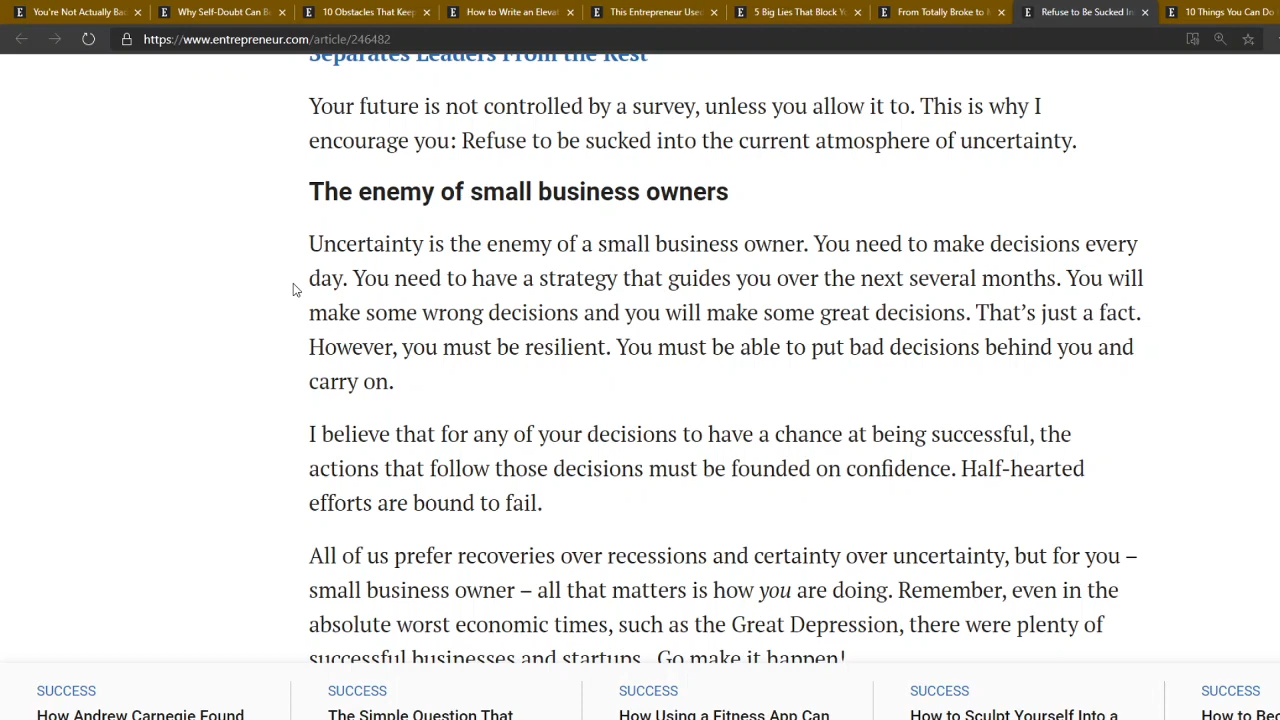 You're Not Actually Ba
Why Self-Doubt Can B
10 Obstacles That Keep
How to Write an Eleva
This Entrepreneur Used
5 Big Lies That Block Yo
From Totally Broke to
Refuse to Be Sucked In
10 Things You Can Do
https://www.entrepreneur.com/article/246482
Separates Leaders From the Rest
Your future is not controlled by a survey, unless you allow it to. This is why I
encourage you: Refuse to be sucked into the current atmosphere of uncertainty.
The enemy of small business owners
Uncertainty is the enemy of a small business owner. You need to make decisions every
day. You need to have a strategy that guides you over the next several months. You will
make some wrong decisions and you will make some great decisions. That’s just a fact.
However, you must be resilient. You must be able to put bad decisions behind you and
carry on.
I believe that for any of your decisions to have a chance at being successful, the
actions that follow those decisions must be founded on confidence. Half-hearted
efforts are bound to fail.
All of us prefer recoveries over recessions and certainty over uncertainty, but for you –
small business owner – all that matters is how you are doing. Remember, even in the
absolute worst economic times, such as the Great Depression, there were plenty of
successful businesses and startups. Go make it happen!
SUCCESS
How Andrew Carnegie Found
SUCCESS
The Simple Question That
SUCCESS
How Using a Fitness App Can
SUCCESS
How to Sculpt Yourself Into a
SUCCESS
How to Bec